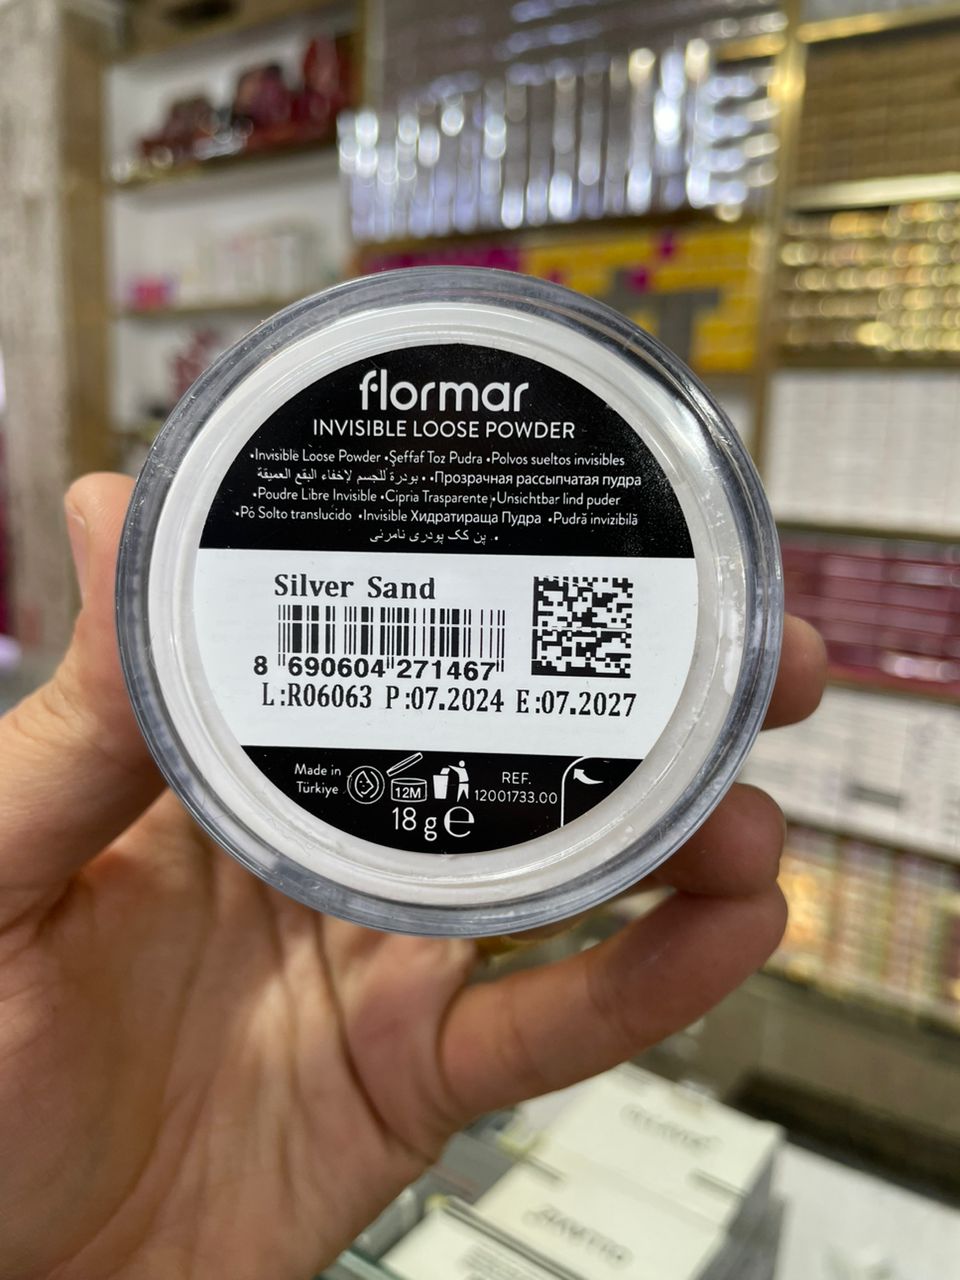 flormar
INVISIBLE LOOSE POWDER
•Invisible Loose Powder •Şeffaf Toz Pudra •Polvos sueltos invisibles
•Прозрачная рассыпчатая пудра • بودرة للجسم لإخفاء البقع العميقة
•Poudre Libre Invisible •Cipria Trasparente •Unsichtbar lind puder
•Pó Solto translucido •Invisible Хидратираща Пудра •Pudră invizibilă
• پن کک پودری نامرئی
Silver Sand
8 690604 271467
L:R06063 P:07.2024 E:07.2027
Made in
Türkiye
12M
REF.
12001733.00
18 g e